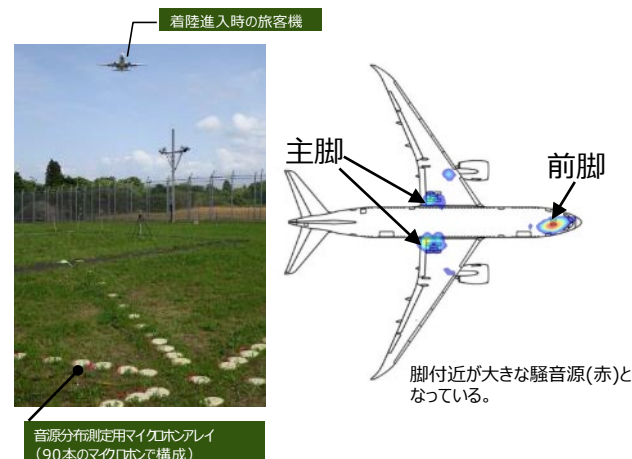 着陸進入時の旅客機
主脚
前脚
脚付近が大きな騒音源(赤)と
なっている。
音源分布測定用マイクロホンアレイ
(90本のマイクロホンで構成)